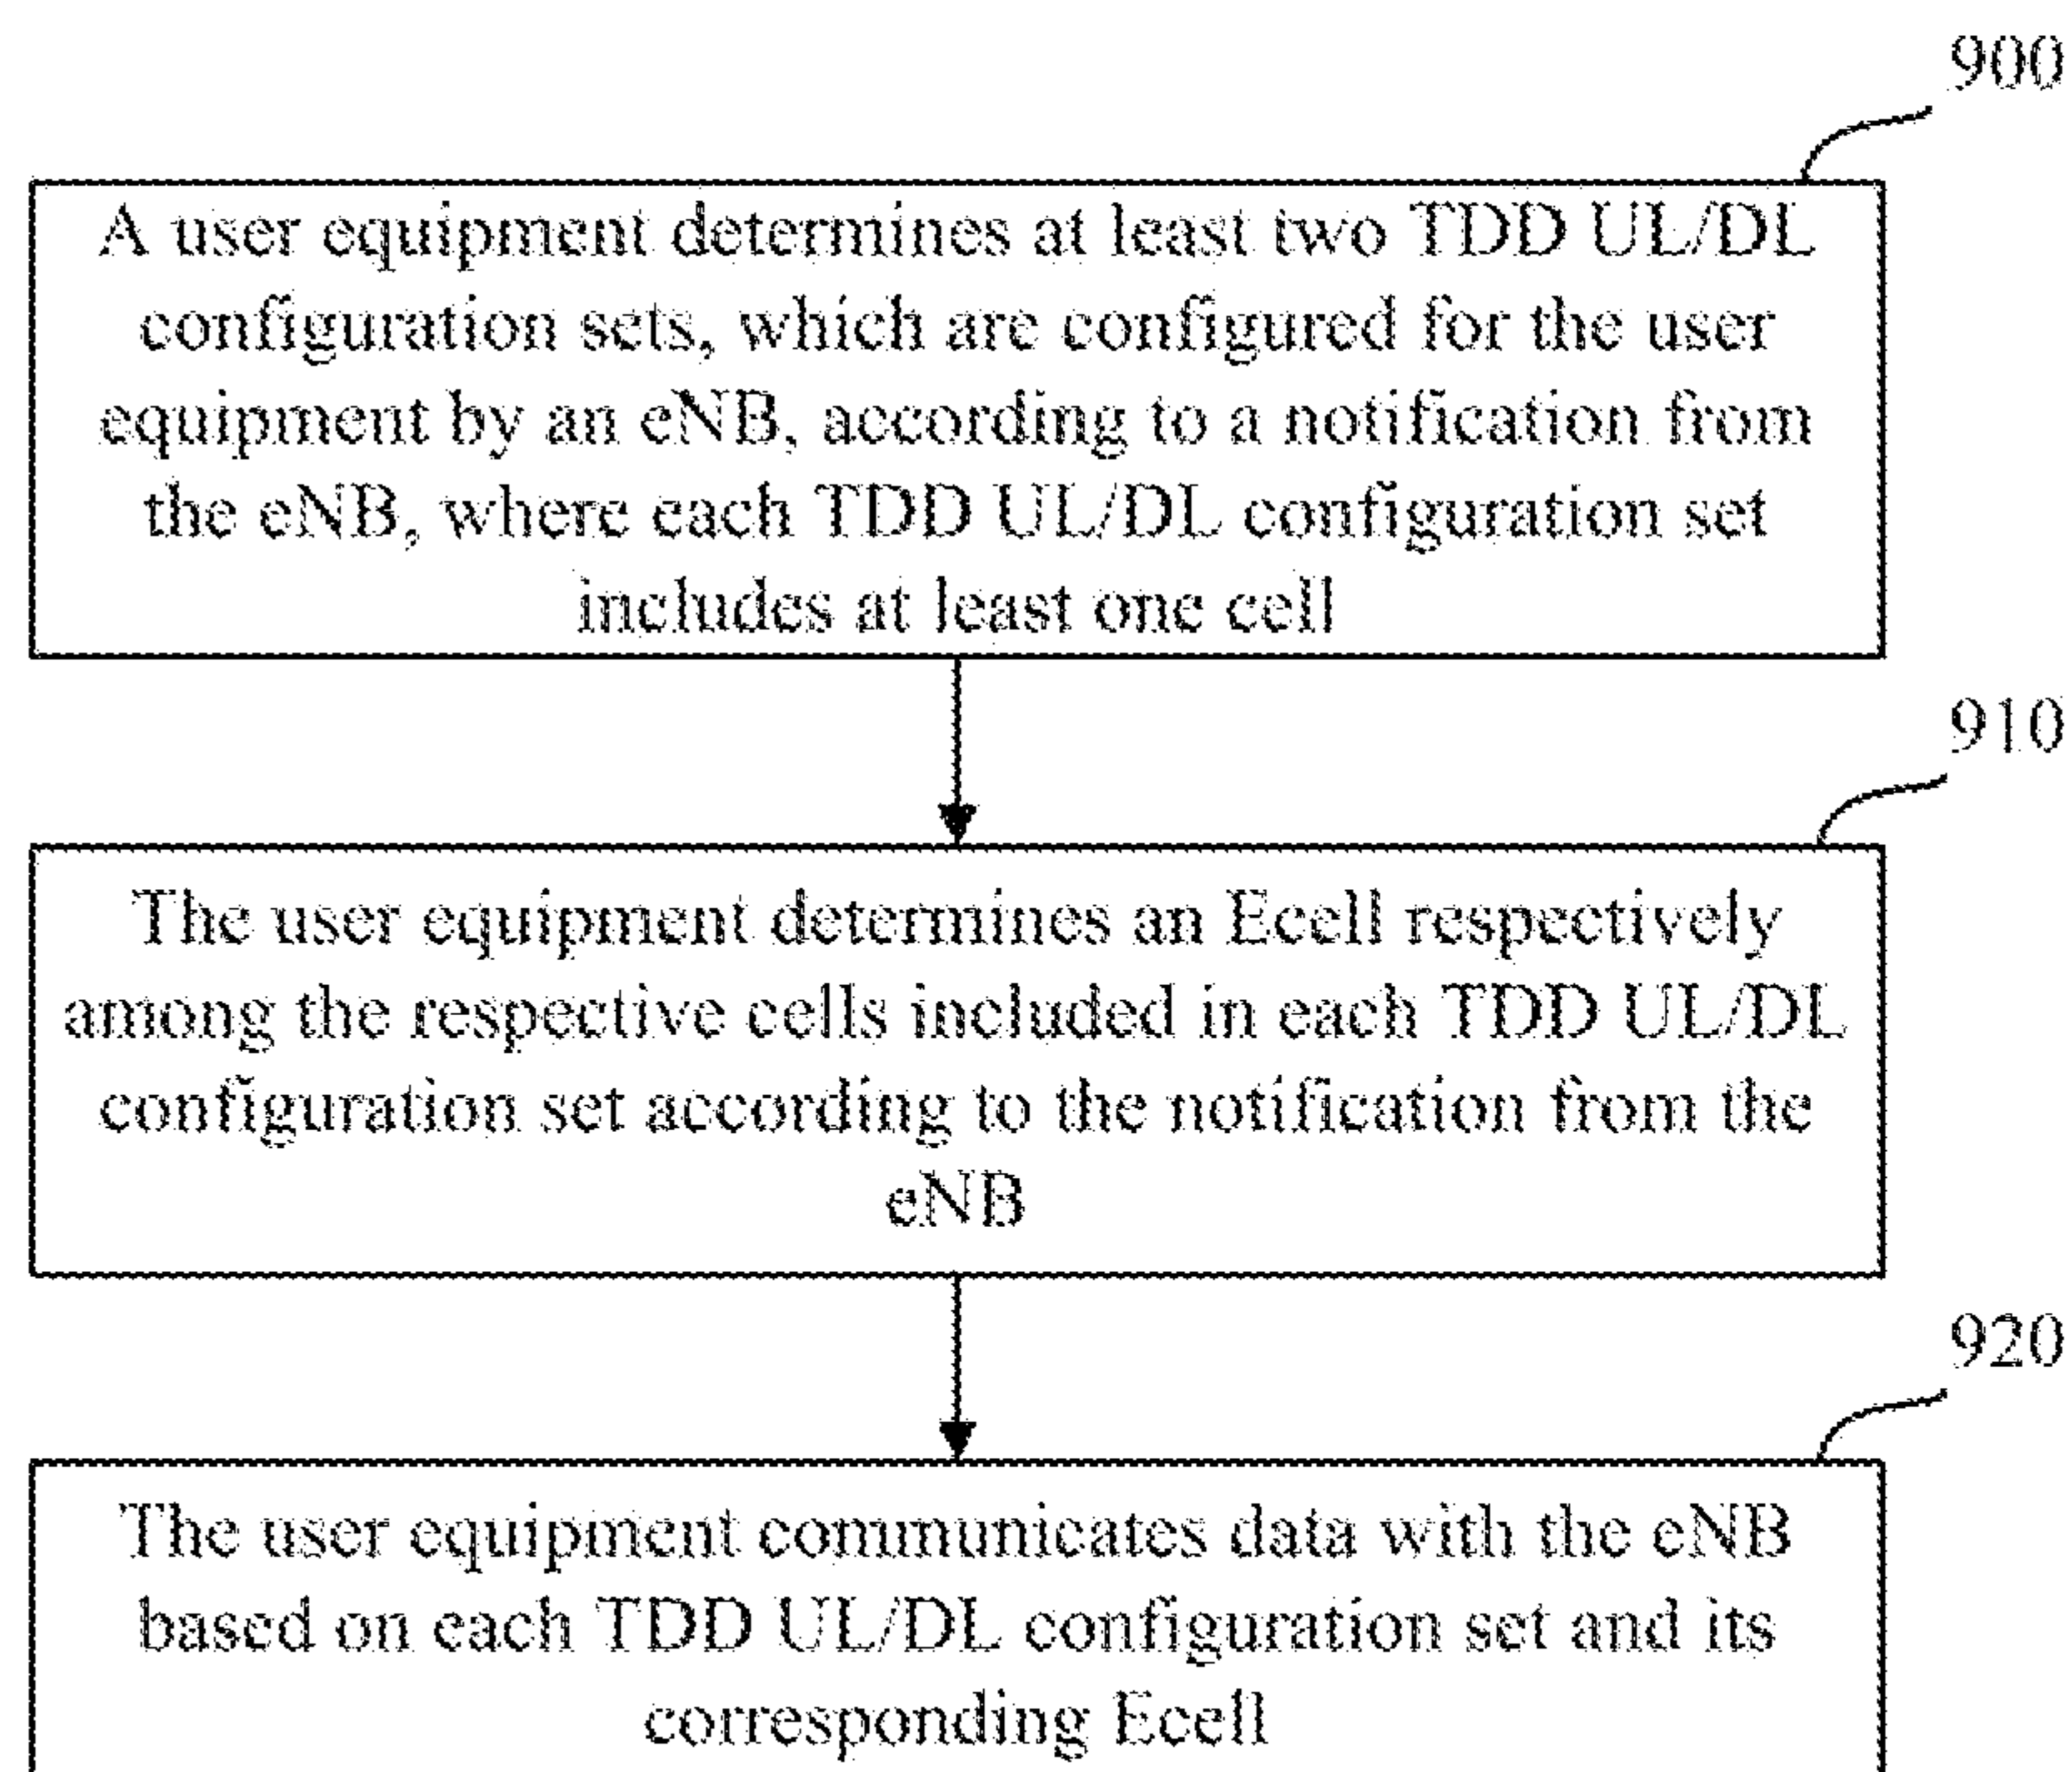 900
A user equipment determines at least two TDD UL/DL
configuration sets, which are configured for the user
equipment by an eNB, according to a notification from
the eNB, where each TDD UL/DL configuration set
includes at least one cell
910
The user equipment determines an Ecell respectively
among the respective cells included in each TDD UL/DL
configuration set according to the notification from the
eNB
920
The user equipment communicates data with the eNB
based on each TDD UL/DL configuration set and its
corresponding Ecell